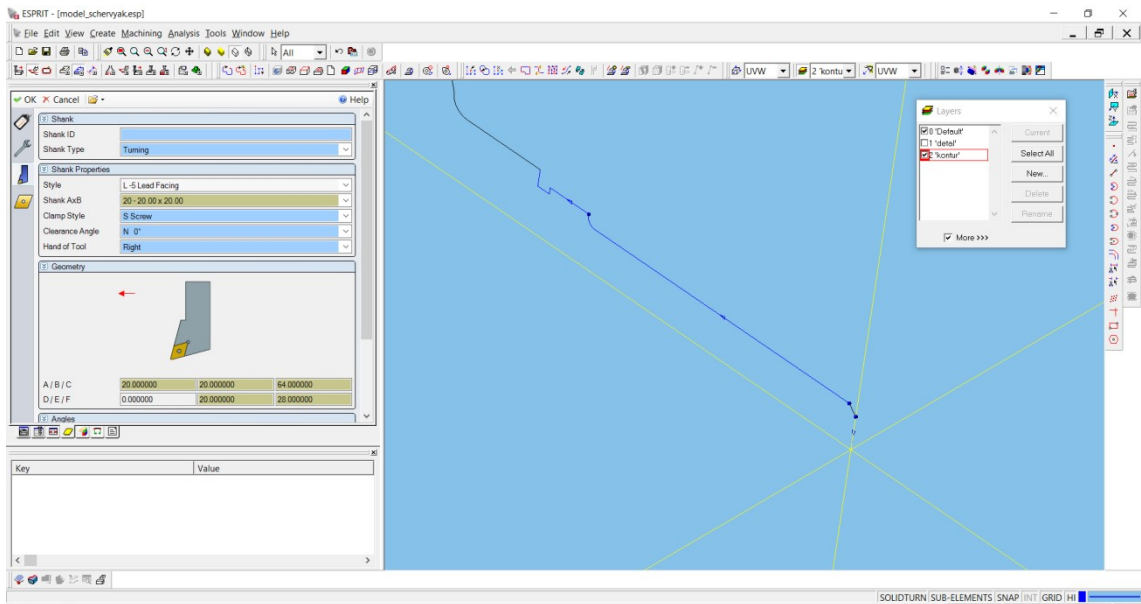 ESPRIT - [model_schervyak.esp]
File Edit View Create Machining Analysis Tools Window Help
All
UVW 2 'kontu UVW
OK Cancel Help
Shank
Shank ID
Shank Type Turning
Shank Properties
Style L -5 Lead Facing
Shank AxB 20 - 20.00 x 20.00
Clamp Style S Screw
Clearance Angle N 0°
Hand of Tool Right
Geometry
A / B / C 20.000000 20.000000 64.000000
D / E / F 0.000000 20.000000 28.000000
Angles
Key Value
Layers
0 'Default' Current
1 'detal'
2 'kontur' Select All
New...
Delete
Rename
More >>>
SOLIDTURN SUB-ELEMENTS SNAP INT GRID HI